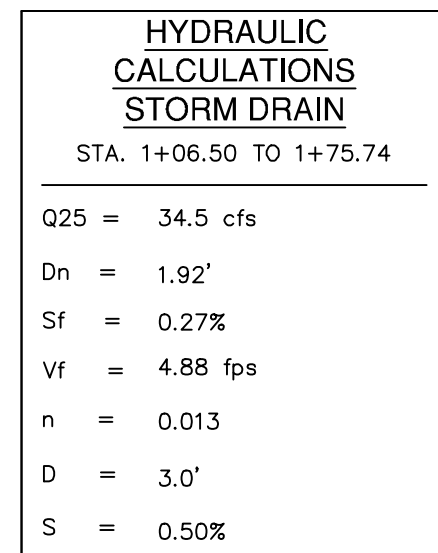 HYDRAULIC
CALCULATIONS
STORM DRAIN
STA. 1+06.50 TO 1+75.74
Q25 = 34.5 cfs
Dn = 1.92'
Sf = 0.27%
Vf = 4.88 fps
n = 0.013
D = 3.0'
S = 0.50%